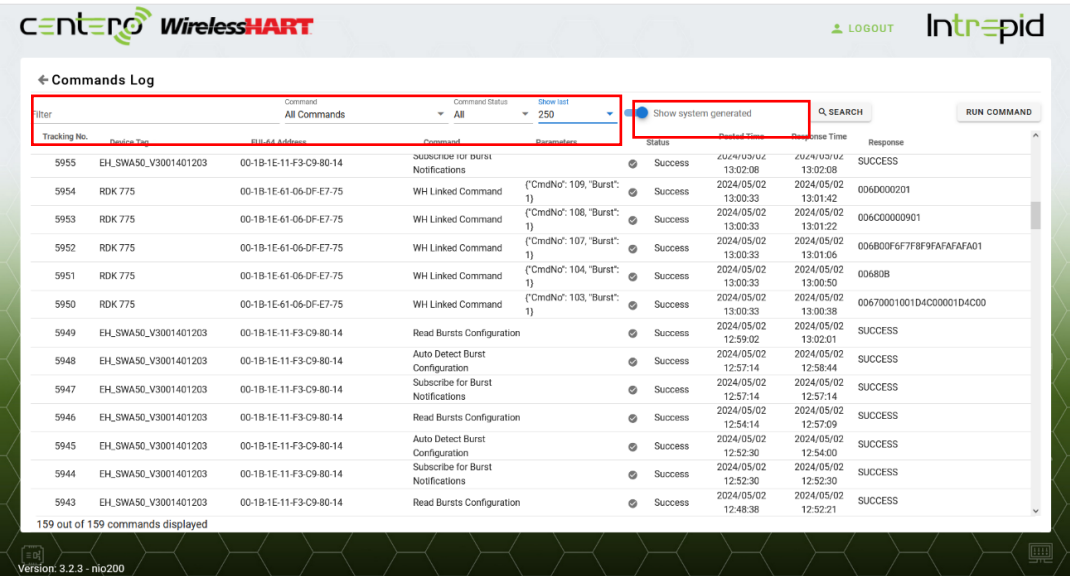 centero WirelessHART
LOGOUT
Intrepid
Commands Log
Filter
Command
All Commands
Command Status
All
Show last
250
Show system generated
SEARCH
RUN COMMAND
Tracking No. Device Tag EUI-64 Address Command Parameters Status Posted Time Response Time Response
5955 EH_SWA50_V3001401203 00-1B-1E-11-F3-C9-80-14 Subscribe for Burst Success 2024/05/02 2024/05/02 SUCCESS
Notifications 13:02:08 13:02:08
5954 RDK 775 00-1B-1E-61-06-DF-E7-75 WH Linked Command {"CmdNo": 109, "Burst": Success 2024/05/02 2024/05/02 006D000201
1} 13:00:33 13:01:42
5953 RDK 775 00-1B-1E-61-06-DF-E7-75 WH Linked Command {"CmdNo": 108, "Burst": Success 2024/05/02 2024/05/02 006C00000901
1} 13:00:33 13:01:22
5952 RDK 775 00-1B-1E-61-06-DF-E7-75 WH Linked Command {"CmdNo": 107, "Burst": Success 2024/05/02 2024/05/02 006B00F6F7F8F9FAFAFAFA01
1} 13:00:33 13:01:06
5951 RDK 775 00-1B-1E-61-06-DF-E7-75 WH Linked Command {"CmdNo": 104, "Burst": Success 2024/05/02 2024/05/02 00680B
1} 13:00:33 13:00:50
5950 RDK 775 00-1B-1E-61-06-DF-E7-75 WH Linked Command {"CmdNo": 103, "Burst": Success 2024/05/02 2024/05/02 00670001001D4C00001D4C00
1} 13:00:33 13:00:38
5949 EH_SWA50_V3001401203 00-1B-1E-11-F3-C9-80-14 Read Bursts Configuration Success 2024/05/02 2024/05/02 SUCCESS
12:59:02 13:02:01
5948 EH_SWA50_V3001401203 00-1B-1E-11-F3-C9-80-14 Auto Detect Burst Success 2024/05/02 2024/05/02 SUCCESS
Configuration 12:57:14 12:58:44
5947 EH_SWA50_V3001401203 00-1B-1E-11-F3-C9-80-14 Subscribe for Burst Success 2024/05/02 2024/05/02 SUCCESS
Notifications 12:57:14 12:57:14
5946 EH_SWA50_V3001401203 00-1B-1E-11-F3-C9-80-14 Read Bursts Configuration Success 2024/05/02 2024/05/02 SUCCESS
12:54:14 12:57:09
5945 EH_SWA50_V3001401203 00-1B-1E-11-F3-C9-80-14 Auto Detect Burst Success 2024/05/02 2024/05/02 SUCCESS
Configuration 12:52:30 12:54:00
5944 EH_SWA50_V3001401203 00-1B-1E-11-F3-C9-80-14 Subscribe for Burst Success 2024/05/02 2024/05/02 SUCCESS
Notifications 12:52:30 12:52:30
5943 EH_SWA50_V3001401203 00-1B-1E-11-F3-C9-80-14 Read Bursts Configuration Success 2024/05/02 2024/05/02 SUCCESS
12:48:38 12:52:21
159 out of 159 commands displayed
Version: 3.2.3 - nio200